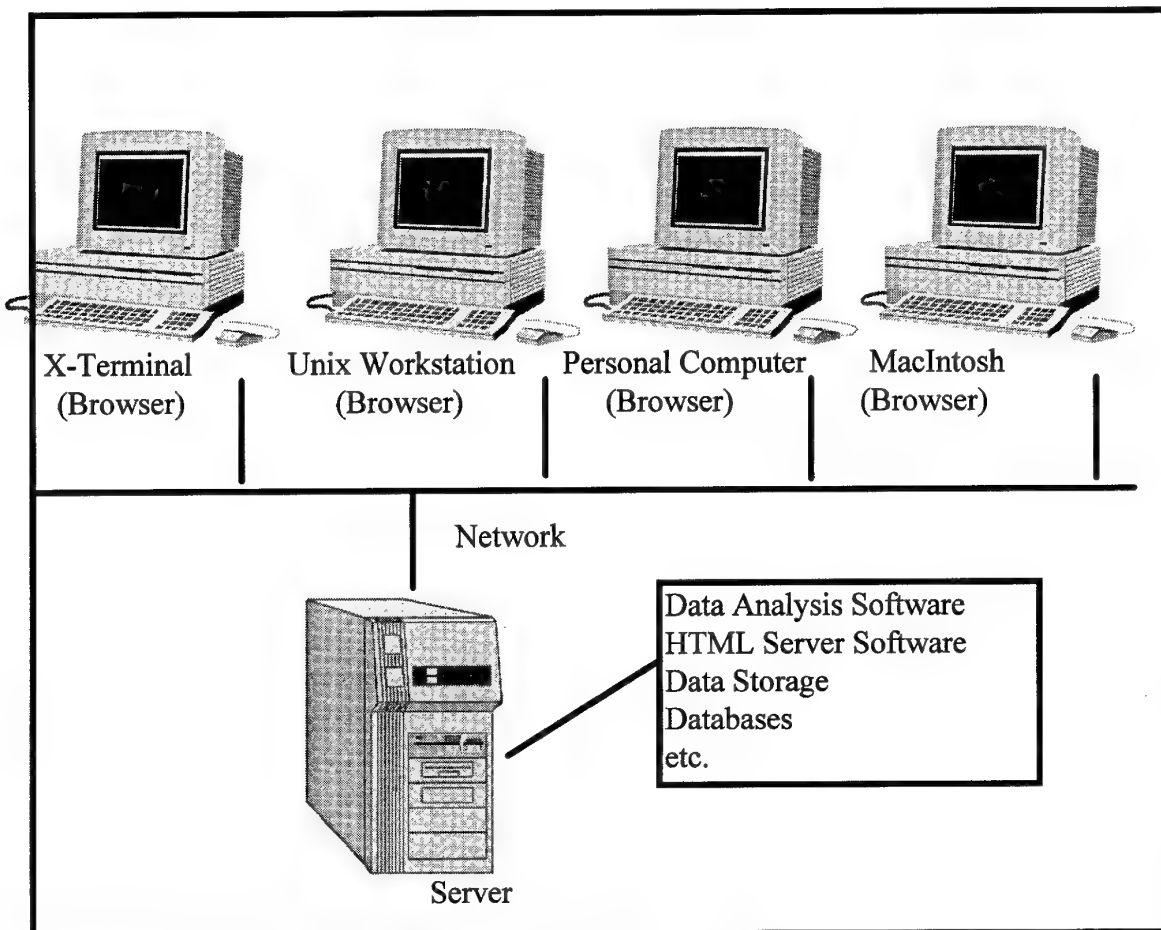 X-Terminal
(Browser)
Unix Workstation
(Browser)
Personal Computer
(Browser)
MacIntosh
(Browser)
Network
Data Analysis Software
HTML Server Software
Data Storage
Databases
etc.
Server